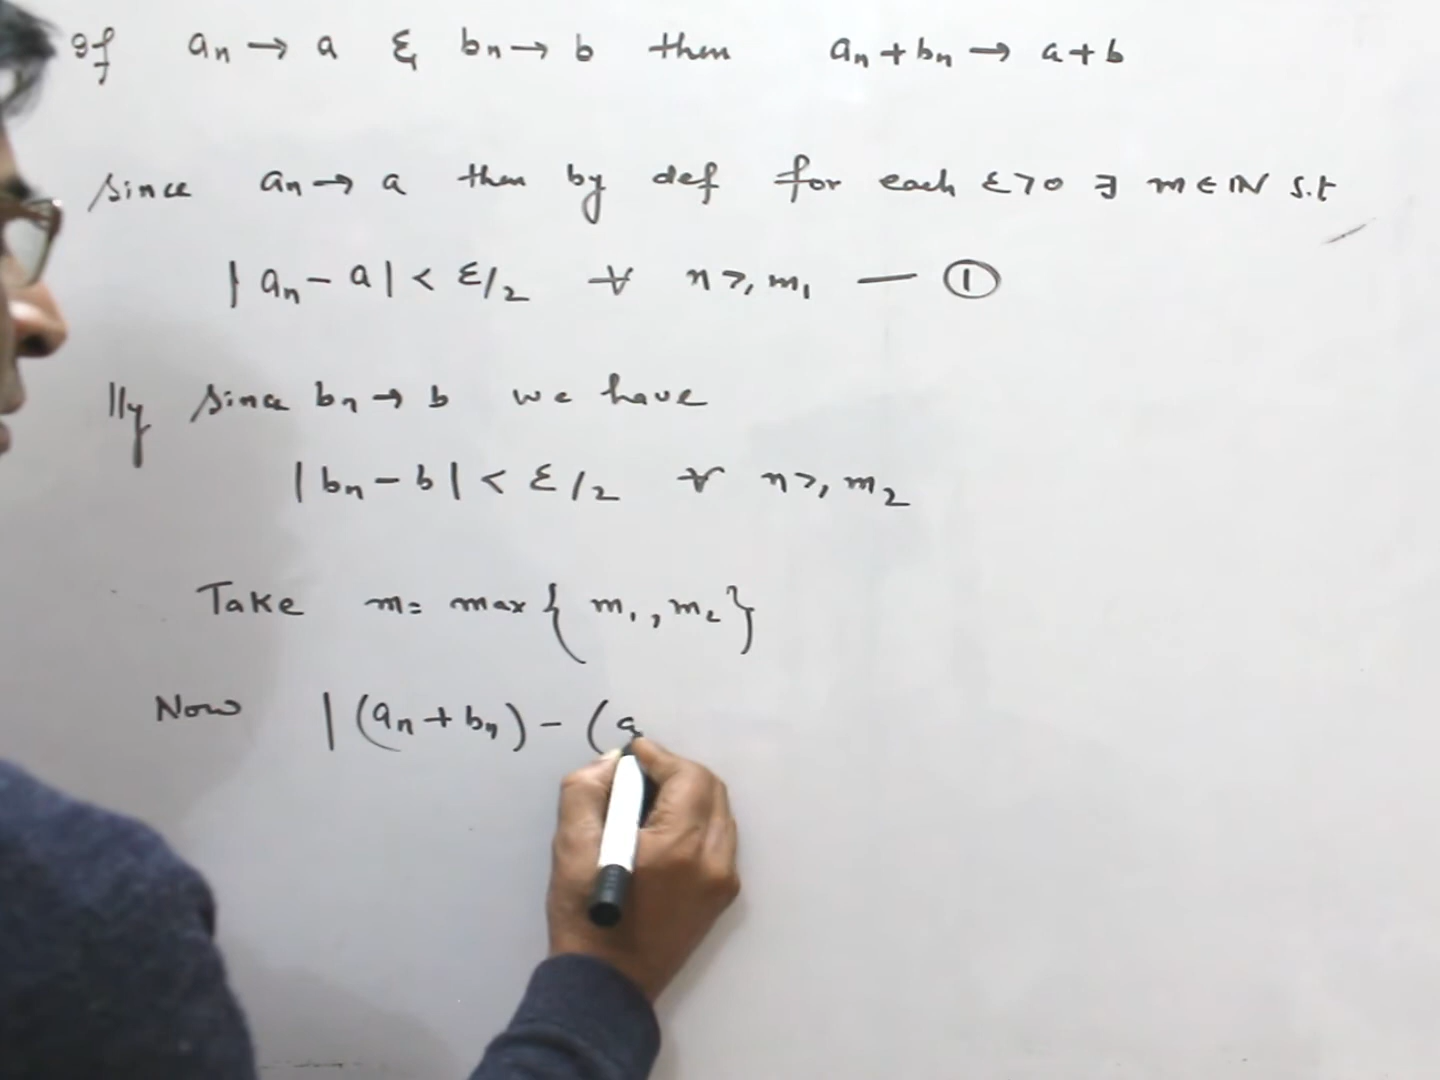 If an → a & bn → b then an + bn → a + b
Since an → a then by def for each ε > 0 ∃ m ∈ ℕ s.t
| an - a | < ε/2 ∀ n ≥ m₁ — ①
llly Since bn → b we have
| bn - b | < ε/2 ∀ n ≥ m₂
Take m = max { m₁, m₂ }
Now | (an + bn) - (a